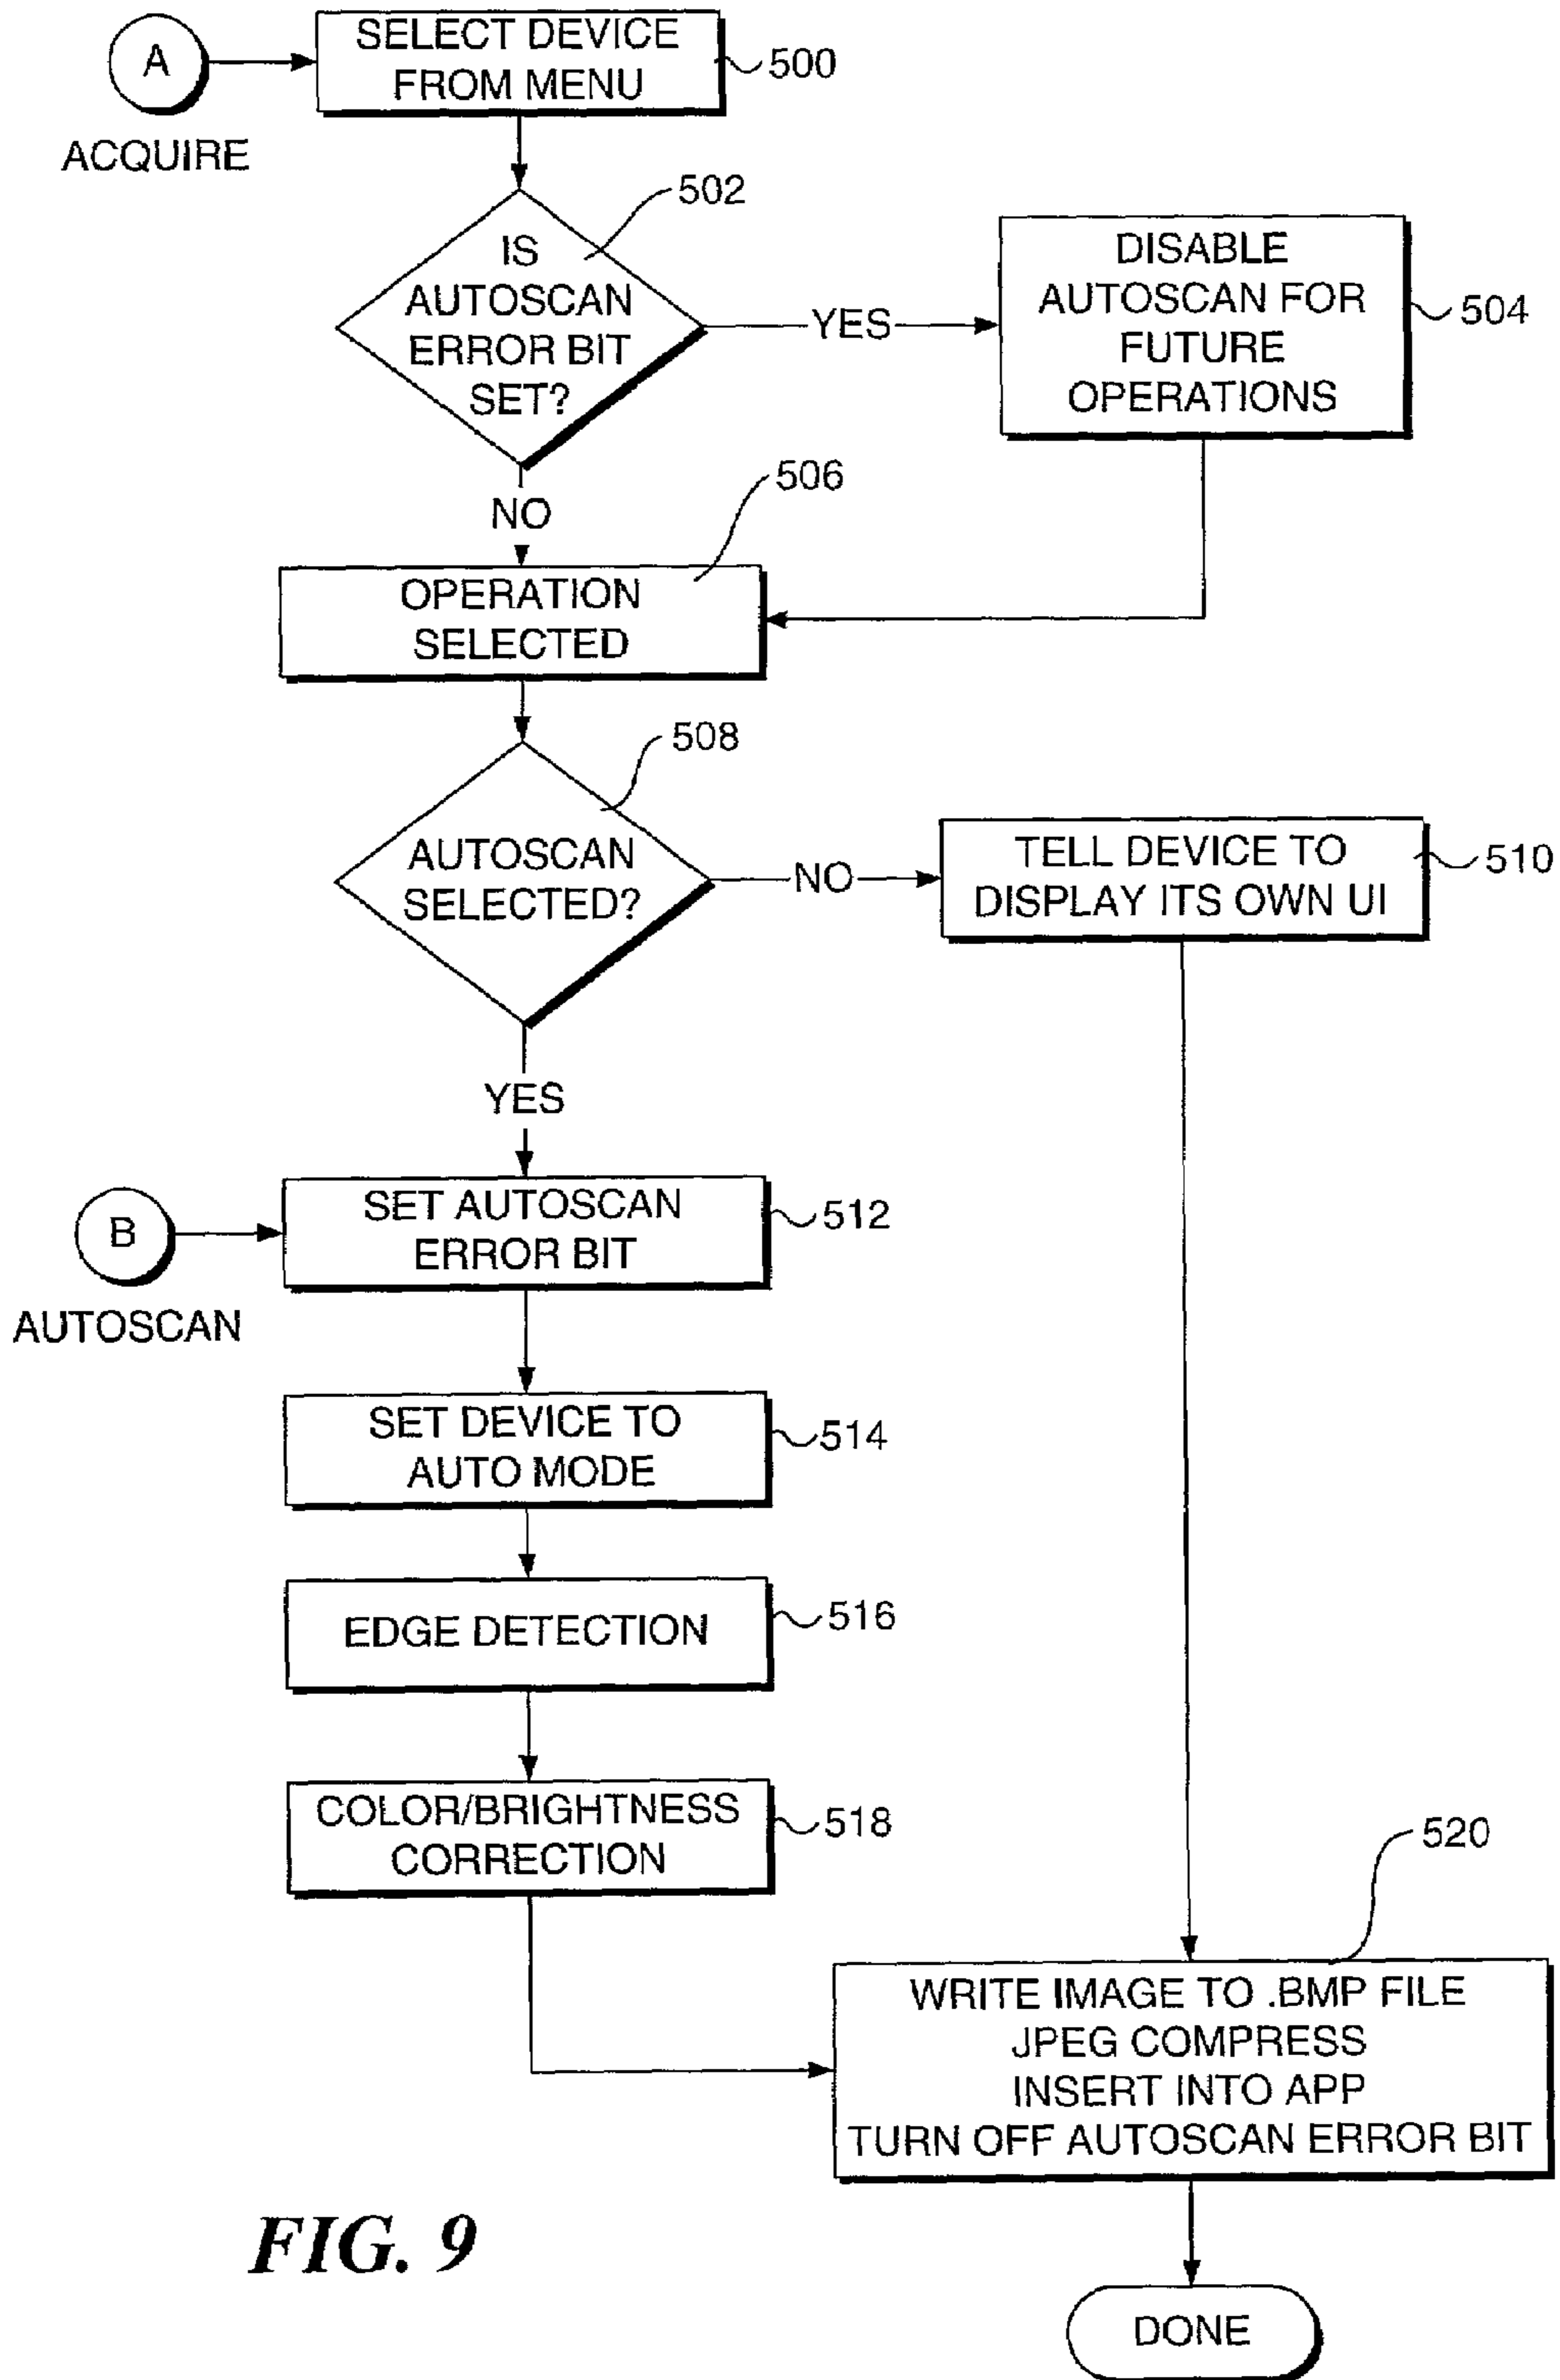 A
ACQUIRE
SELECT DEVICE
FROM MENU
500
502
IS
AUTOSCAN
ERROR BIT
SET?
YES
DISABLE
AUTOSCAN FOR
FUTURE
OPERATIONS
504
NO
506
OPERATION
SELECTED
508
AUTOSCAN
SELECTED?
NO
TELL DEVICE TO
DISPLAY ITS OWN UI
510
YES
B
AUTOSCAN
SET AUTOSCAN
ERROR BIT
512
SET DEVICE TO
AUTO MODE
514
EDGE DETECTION
516
COLOR/BRIGHTNESS
CORRECTION
518
520
WRITE IMAGE TO .BMP FILE
JPEG COMPRESS
INSERT INTO APP
TURN OFF AUTOSCAN ERROR BIT
DONE
FIG. 9